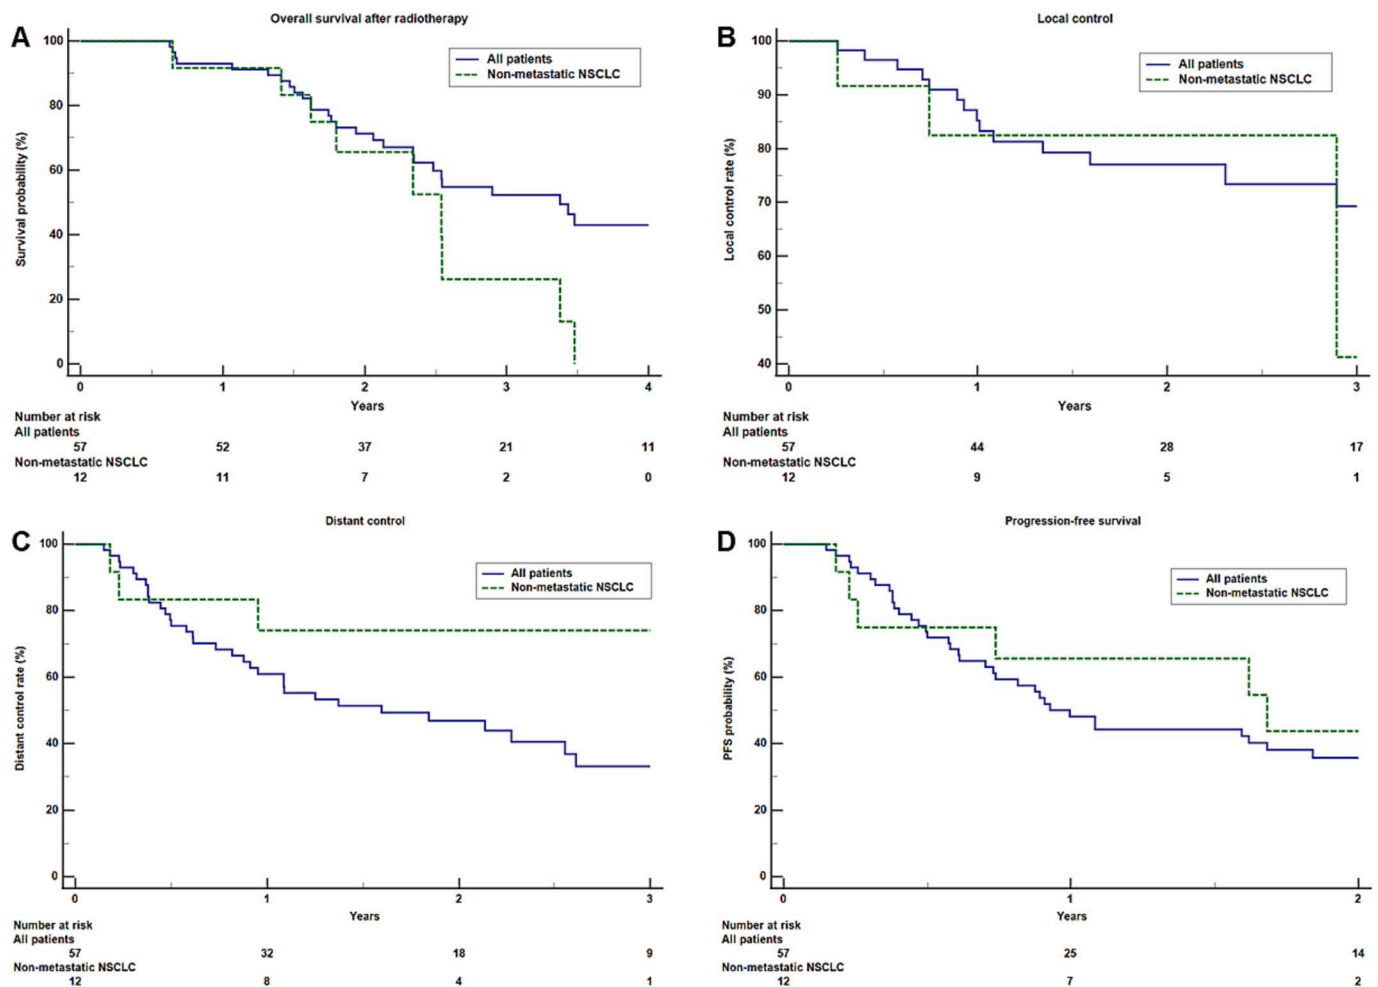 Overall survival after radiotherapy
A
All patients
Non-metastatic NSCLC
Survival probability (%)
100
80
60
40
20
0
0 1 2 3 4
Years
Number at risk
All patients
57 52 37 21 11
Non-metastatic NSCLC
12 11 7 2 0
Local control
B
All patients
Non-metastatic NSCLC
Local control rate (%)
100
90
80
70
60
50
40
0 1 2 3
Years
Number at risk
All patients
57 44 28 17
Non-metastatic NSCLC
12 9 5 1
Distant control
C
All patients
Non-metastatic NSCLC
Distant control rate (%)
100
80
60
40
20
0
0 1 2 3
Years
Number at risk
All patients
57 32 18 9
Non-metastatic NSCLC
12 8 4 1
Progression-free survival
D
All patients
Non-metastatic NSCLC
PFS probability (%)
100
80
60
40
20
0
0 1 2
Years
Number at risk
All patients
57 25 14
Non-metastatic NSCLC
12 7 2